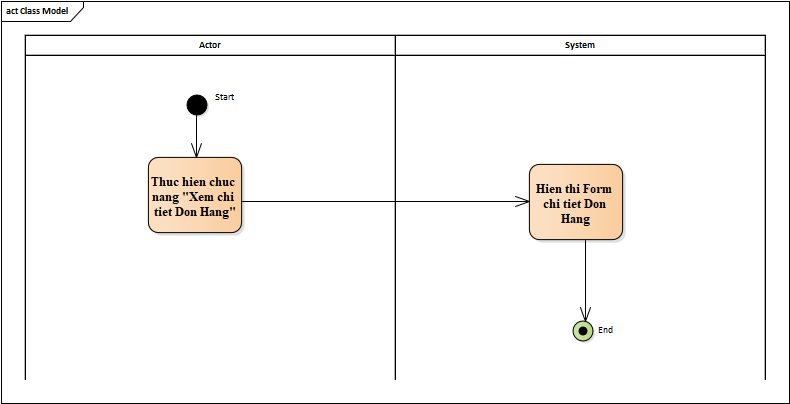 act Class Model
Actor
System
Start
Thuc hien chuc
nang "Xem chi
tiet Don Hang"
Hien thi Form
chi tiet Don
Hang
End